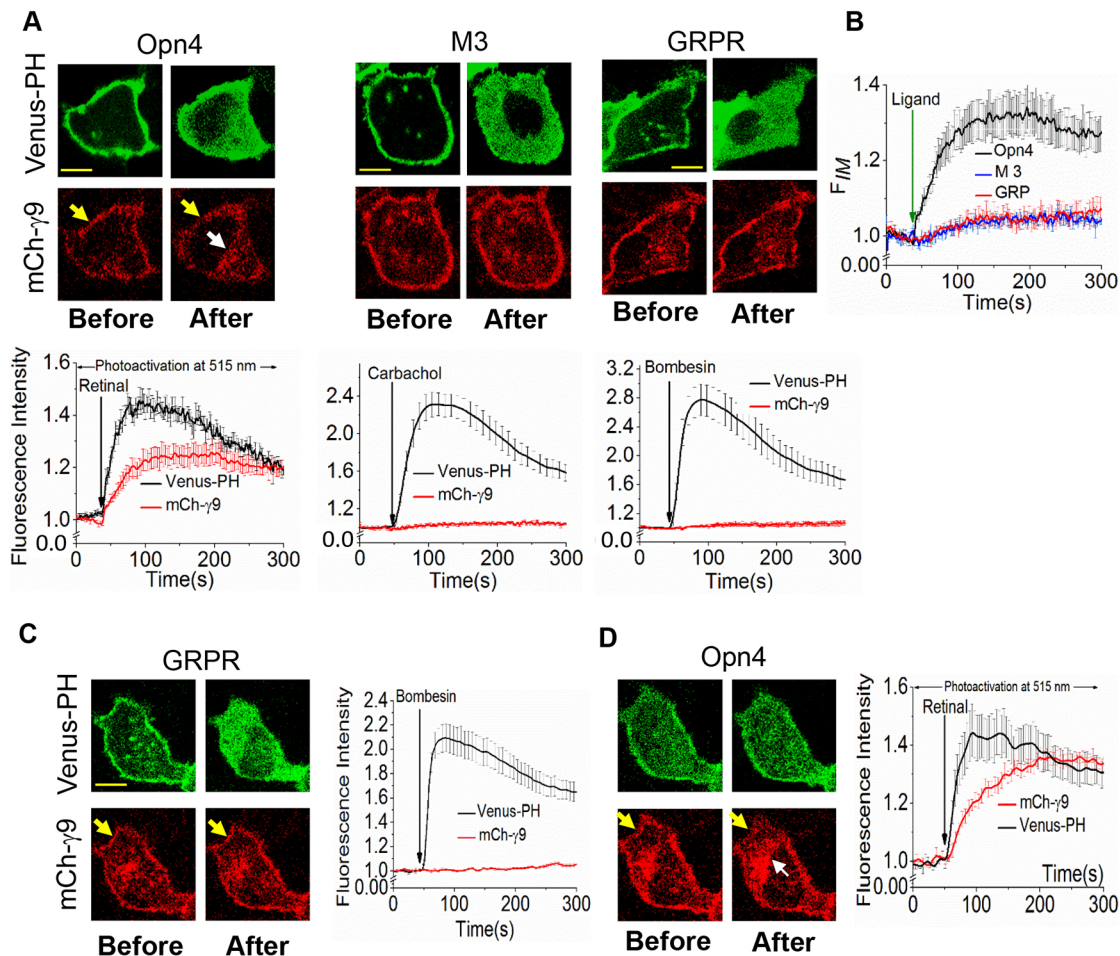 A
Opn4
M3
GRPR
Venus-PH
mCh-γ9
Before After
Before After
Before After
B
F_IM
1.4
1.2
1.0
0.00
Ligand
Opn4
M 3
GRP
0 100 200 300
Time(s)
Fluorescence Intensity
1.6
1.4
1.2
1.0
0.0
Photoactivation at 515 nm
Retinal
Venus-PH
mCh-γ9
0 100 200 300
Time(s)
2.4
2.0
1.6
1.2
0.0
Carbachol
Venus-PH
mCh-γ9
0 100 200 300
Time(s)
3.2
2.8
2.4
2.0
1.6
1.2
0.0
Bombesin
Venus-PH
mCh-γ9
0 100 200 300
Time(s)
C
GRPR
Venus-PH
mCh-γ9
Before After
Fluorescence Intensity
2.4
2.2
2.0
1.8
1.6
1.4
1.2
1.0
0.00
Bombesin
Venus-PH
mCh-γ9
0 100 200 300
Time(s)
D
Opn4
Before After
Fluorescence Intensity
1.6
1.4
1.2
1.0
0.00
Photoactivation at 515 nm
Retinal
mCh-γ9
Venus-PH
Time(s)
0 100 200 300